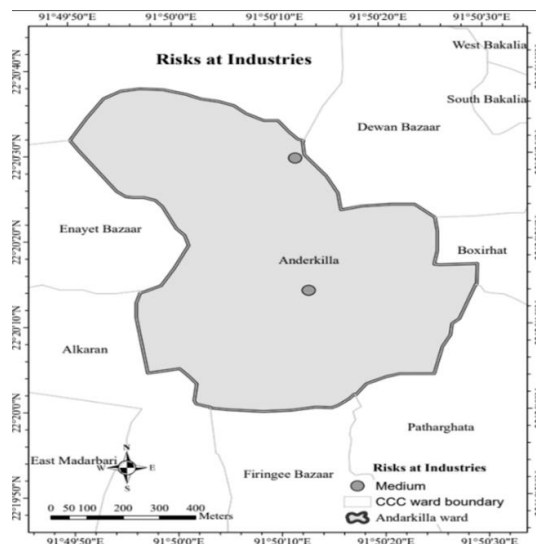 91°49'50"E 91°50'0"E 91°50'10"E 91°50'20"E 91°50'30"E
Risks at Industries
West Bakalia
South Bakalia
Dewan Bazaar
Enayet Bazaar
Boxirhat
Anderkilla
Alkaran
Patharghata
East Madarbari
Firingee Bazaar
N
W E
S
0 50 100 200 300 400
Meters
Risks at Industries
Medium
CCC ward boundary
Andarkilla ward
22°20'40"N
22°20'30"N
22°20'20"N
22°20'10"N
22°20'0"N
22°19'50"N
91°49'50"E 91°50'0"E 91°50'10"E 91°50'20"E 91°50'30"E